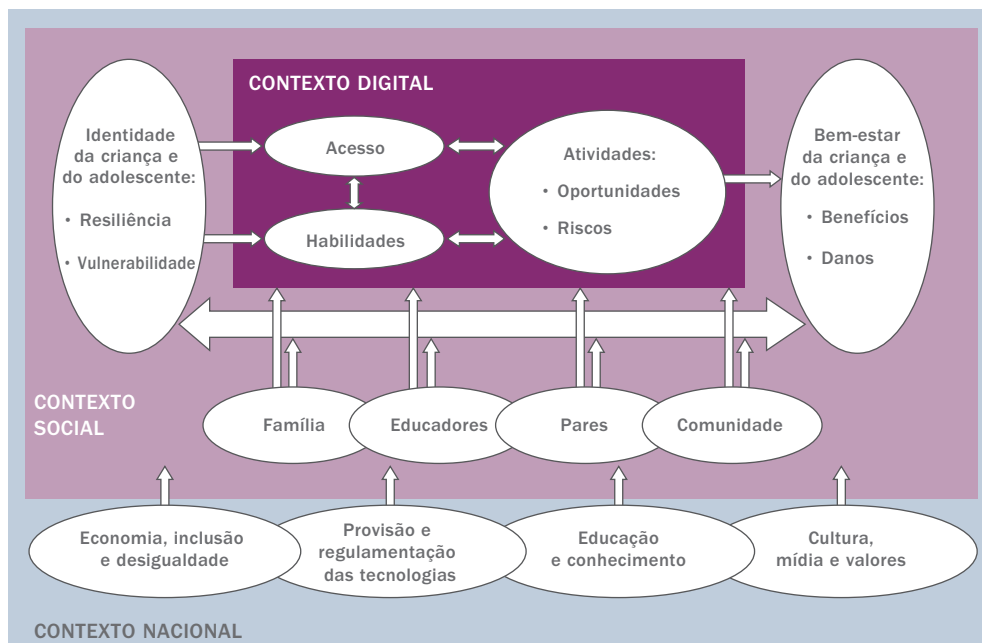 CONTEXTO DIGITAL
Identidade
da criança e
do adolescente:
• Resiliência
• Vulnerabilidade
Acesso
Habilidades
Atividades:
• Oportunidades
• Riscos
Bem-estar
da criança e
do adolescente:
• Benefícios
• Danos
CONTEXTO
SOCIAL
Família
Educadores
Pares
Comunidade
Economia, inclusão
e desigualdade
Provisão e
regulamentação
das tecnologias
Educação
e conhecimento
Cultura,
mídia e valores
CONTEXTO NACIONAL